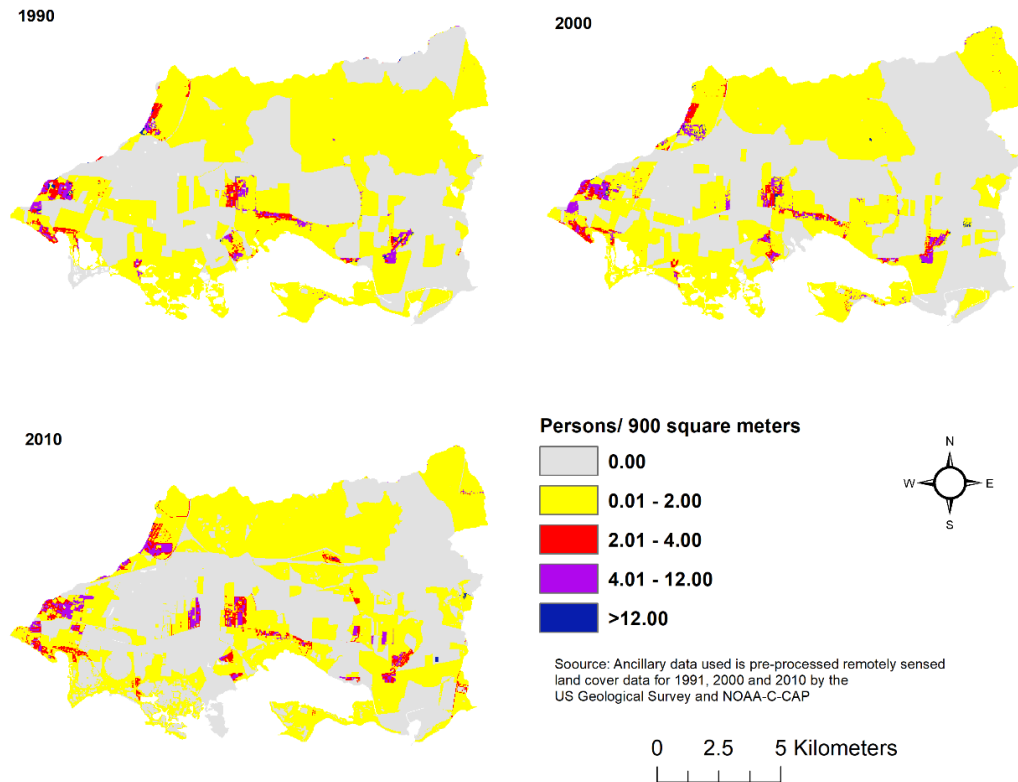 1990
2000
2010
Persons/ 900 square meters
0.00
0.01 - 2.00
2.01 - 4.00
4.01 - 12.00
>12.00
N
W
E
S
Soource: Ancillary data used is pre-processed remotely sensed
land cover data for 1991, 2000 and 2010 by the
US Geological Survey and NOAA-C-CAP
0 2.5 5 Kilometers